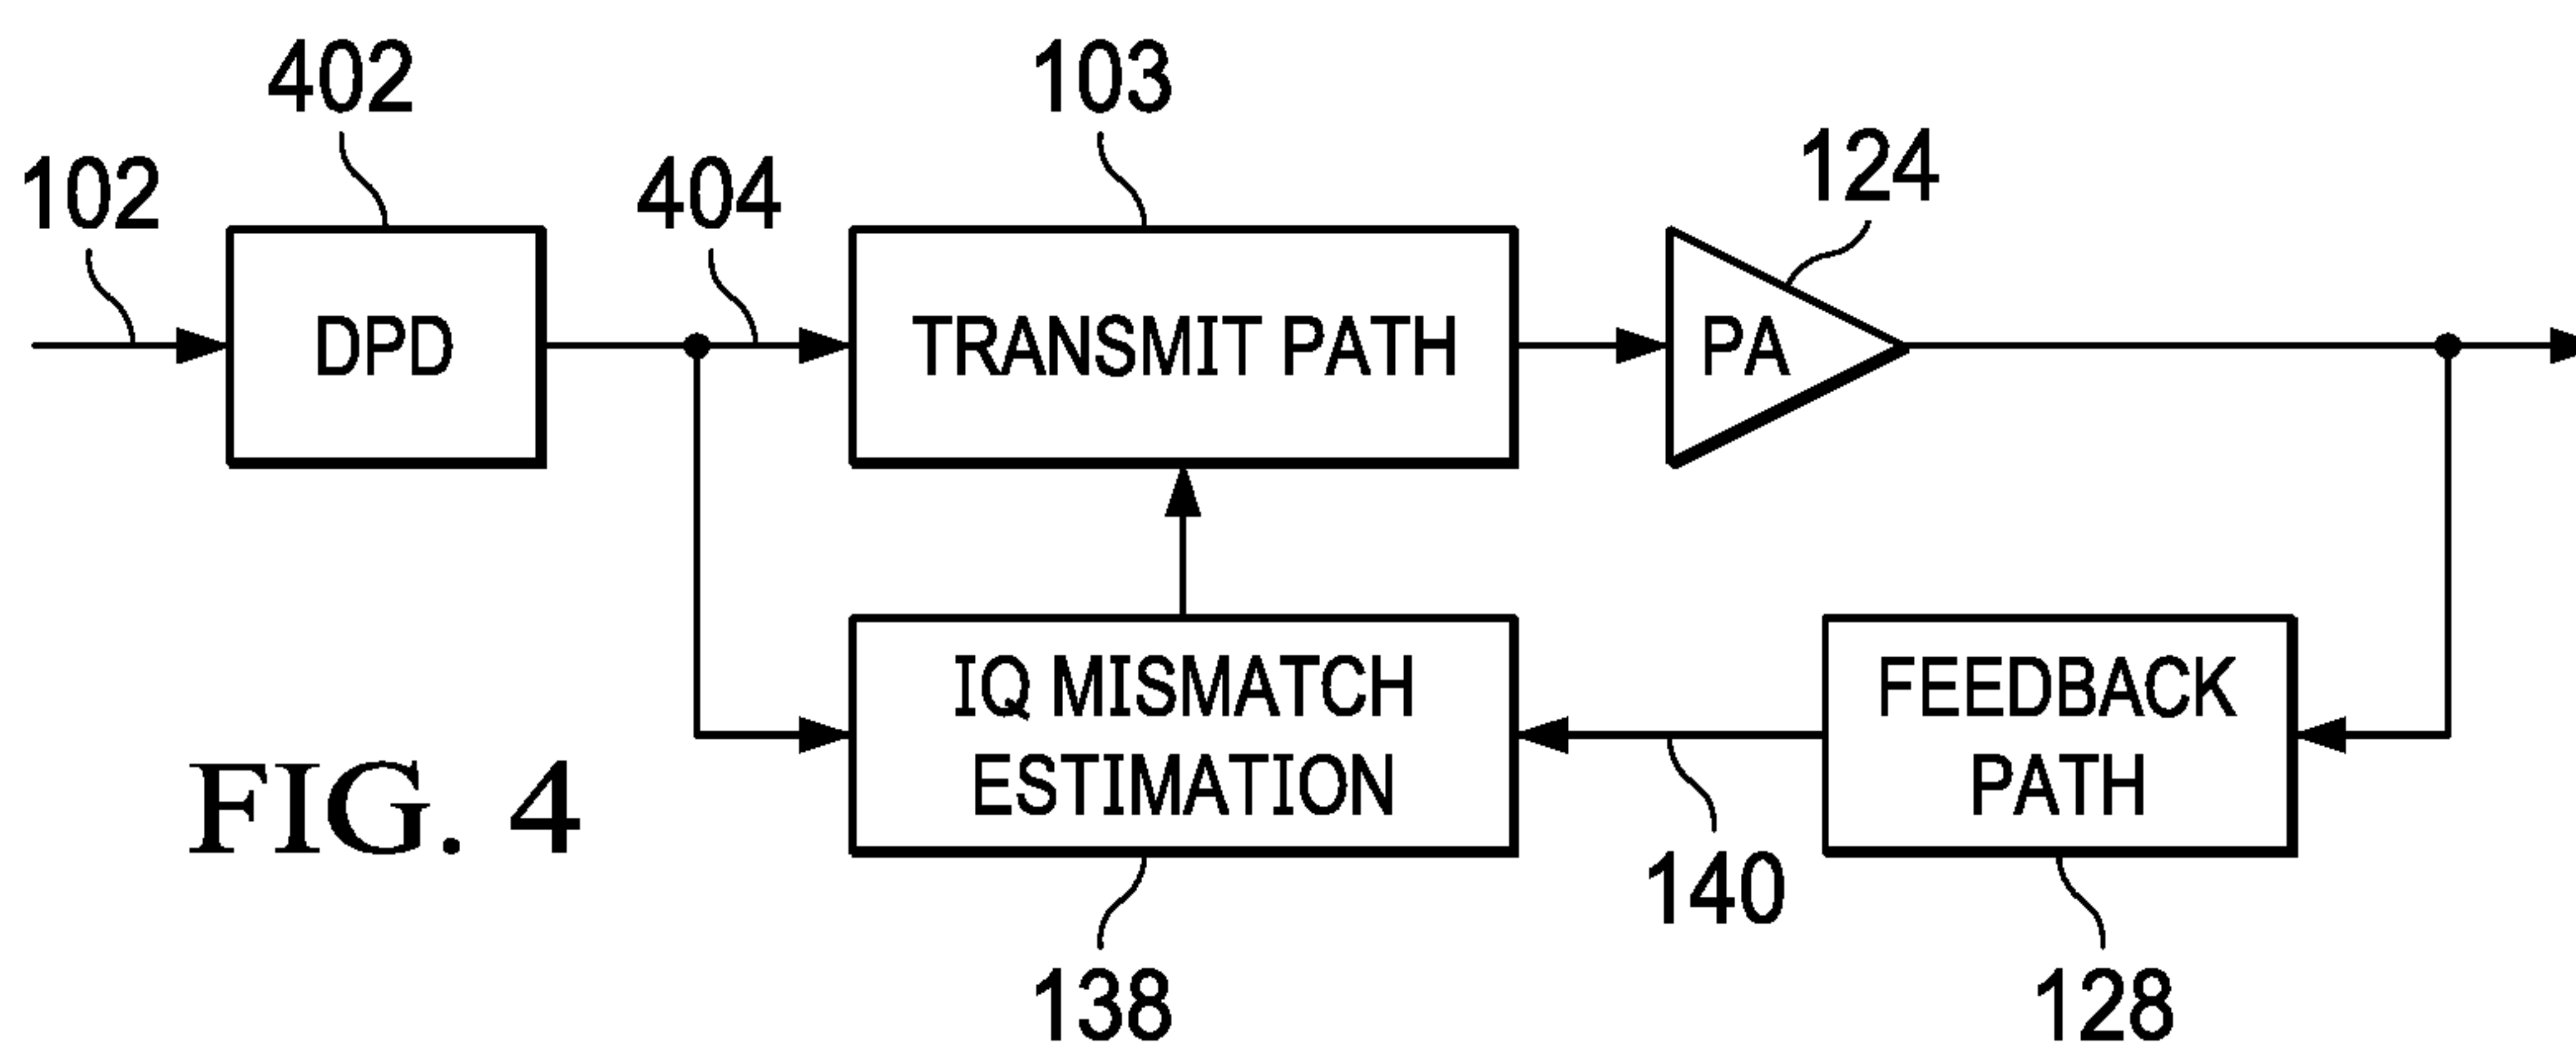 402
103
124
102
404
DPD
TRANSMIT PATH
PA
IQ MISMATCH
ESTIMATION
FEEDBACK
PATH
FIG. 4
140
138
128